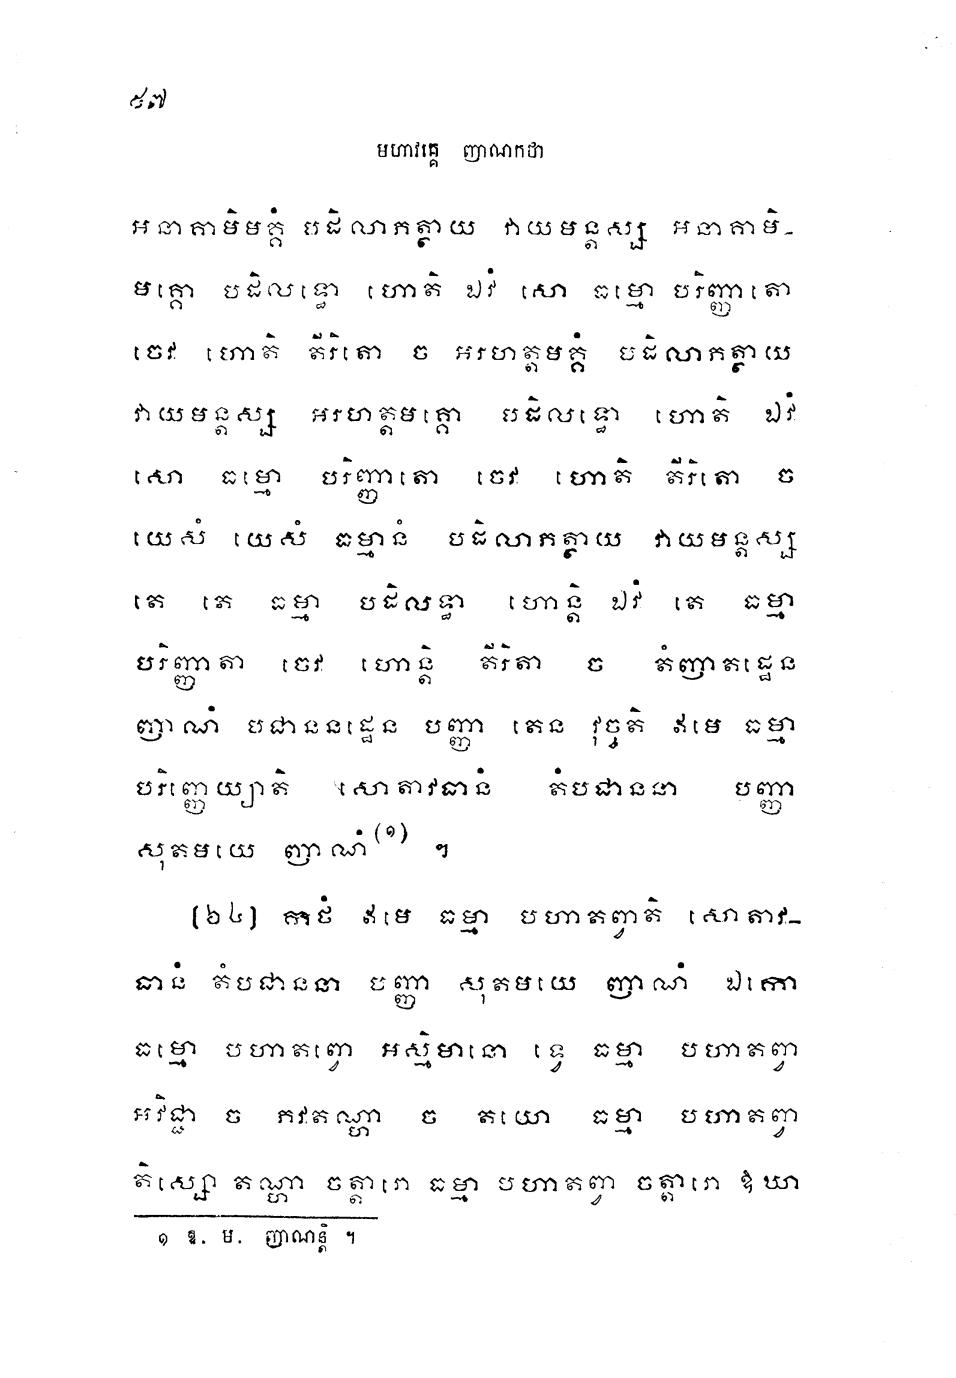 ៥៧
មហាវគ្គេ ញាណកថា
អនាគាមិមគ្គំ បដិលាភត្ថាយ វាយមន្តស្ស អនាគាមិ-
មគ្គោ បដិលទ្ធោ ហោតិ ឯវំ សោ ធម្មោ បរិញ្ញាតោ
ចេវ ហោតិ តីរិតោ ច អរហត្តមគ្គំ បដិលាភត្ថាយ
វាយមន្តស្ស អរហត្តមគ្គោ បដិលទ្ធោ ហោតិ ឯវំ
សោ ធម្មោ បរិញ្ញាតោ ចេវ ហោតិ តីរិតោ ច
យេសំ យេសំ ធម្មានំ បដិលាភត្ថាយ វាយមន្តស្ស
តេ តេ ធម្មា បដិលទ្ធា ហោន្តិ ឯវំ តេ ធម្មា
បរិញ្ញាតា ចេវ ហោន្តិ តីរិតា ច តំញាតដ្ឋេន
ញាណំ បជាននដ្ឋេន បញ្ញា តេន វុច្ចតិ ឥមេ ធម្មា
បរិញ្ញេយ្យាតិ សោតាវធានំ តំបជាននា បញ្ញា
សុតមយេ ញាណំ(១) ។
(៦៤) កថំ ឥមេ ធម្មា បហាតព្វាតិ សោតាវ-
ធានំ តំបជាននា បញ្ញា សុតមយេ ញាណំ ឯកោ
ធម្មោ បហាតព្វោ អស្មិមានោ ទ្វេ ធម្មា បហាតព្វា
អវិជ្ជា ច ភវតណ្ហា ច តយោ ធម្មា បហាតព្វា
តិស្សោ តណ្ហា ចត្តារោ ធម្មា បហាតព្វា ចត្តារោ ឱឃា
១ ឱ. ម. ញាណន្តិ ។